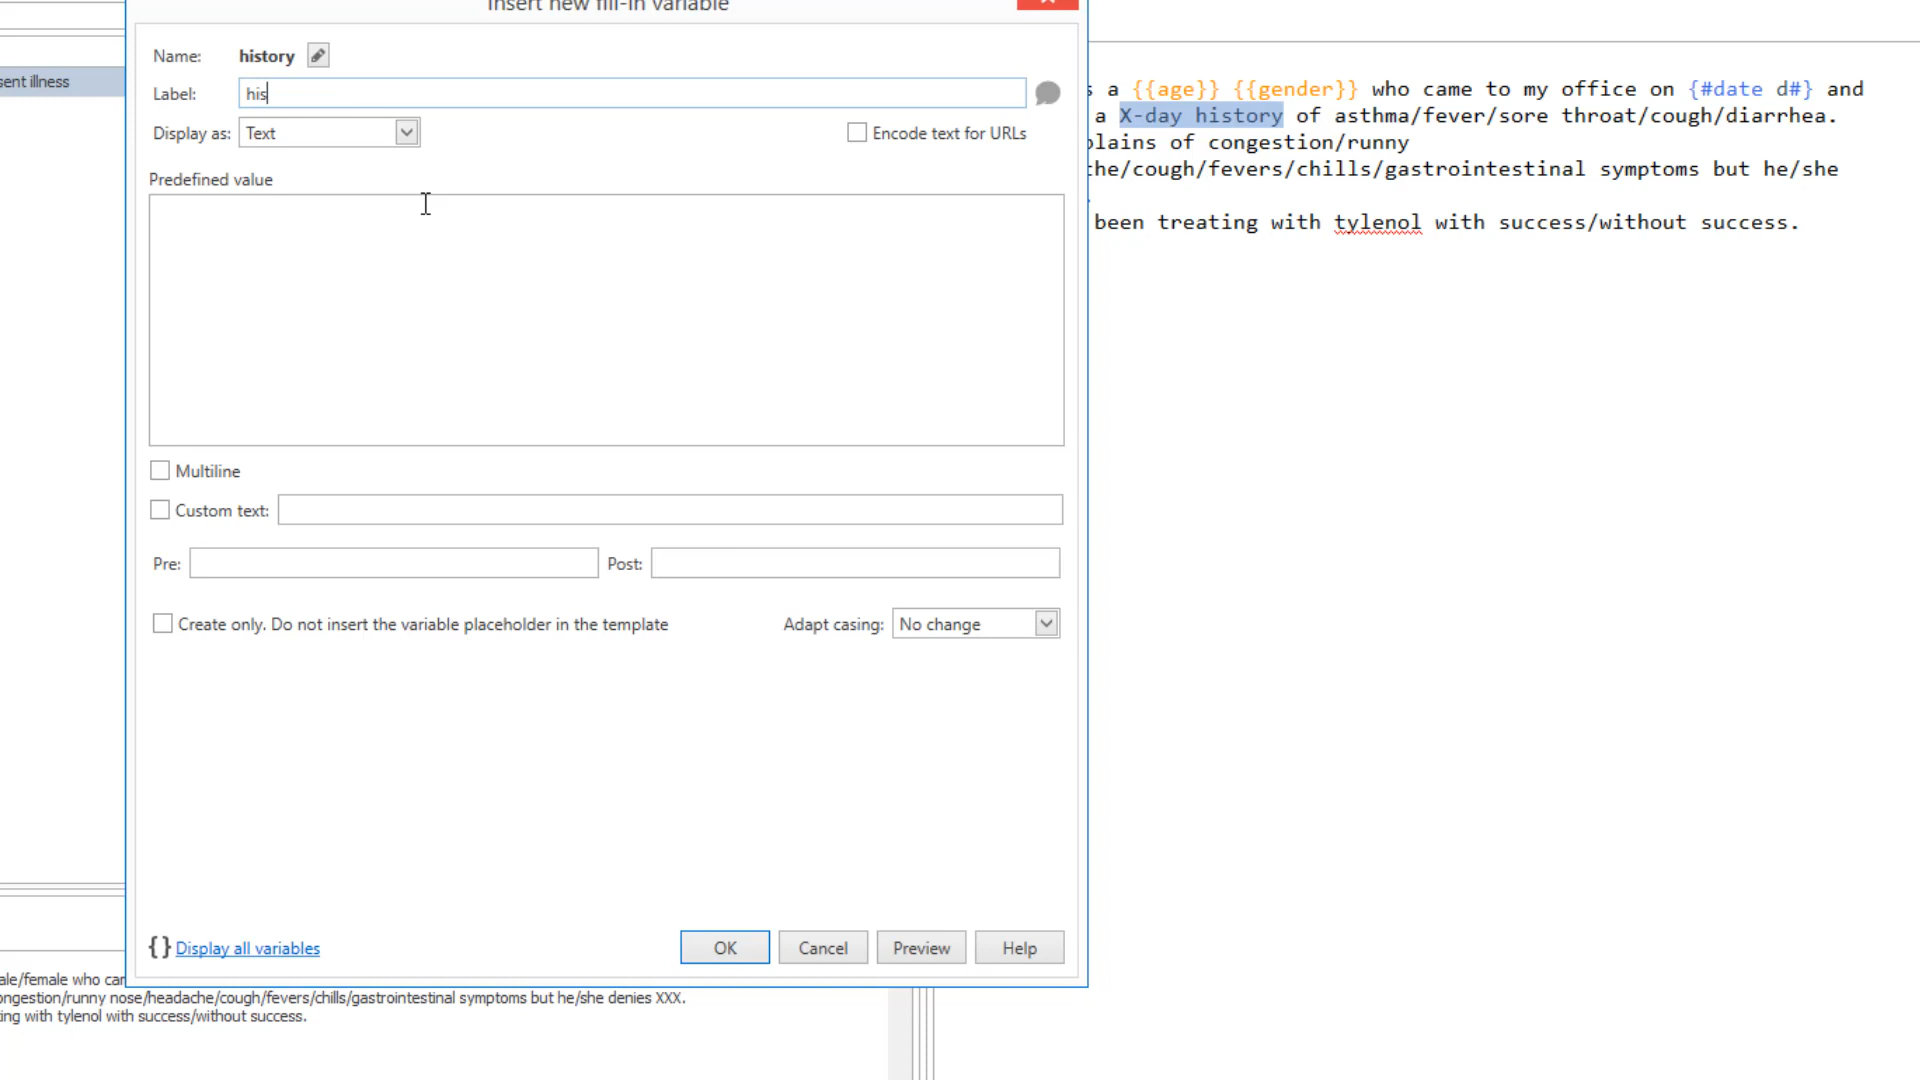 Insert new fill-in variable
Name: history
Label: his
Display as: Text
Encode text for URLs
Predefined value
Multiline
Custom text:
Pre:
Post:
Create only. Do not insert the variable placeholder in the template
Adapt casing: No change
{} Display all variables
OK
Cancel
Preview
Help
sent illness
s a {{age}} {{gender}} who came to my office on {#date d#} and
a X-day history of asthma/fever/sore throat/cough/diarrhea.
plains of congestion/runny
che/cough/fevers/chills/gastrointestinal symptoms but he/she
been treating with tylenol with success/without success.
ale/female who car
ongestion/runny nose/headache/cough/fevers/chills/gastrointestinal symptoms but he/she denies XXX.
ting with tylenol with success/without success.